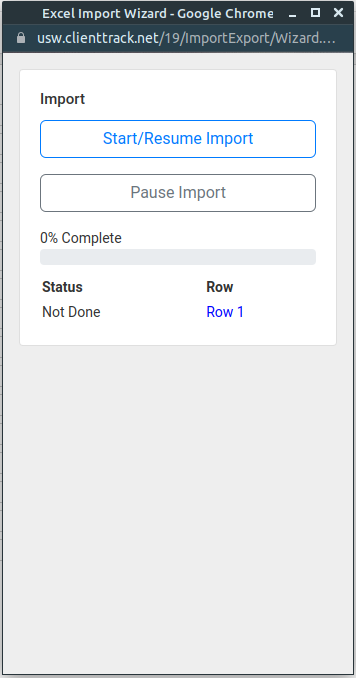 Excel Import Wizard - Google Chrome
usw.clienttrack.net/19/ImportExport/Wizard....
Import
Start/Resume Import
Pause Import
0% Complete
Status Row
Not Done Row 1